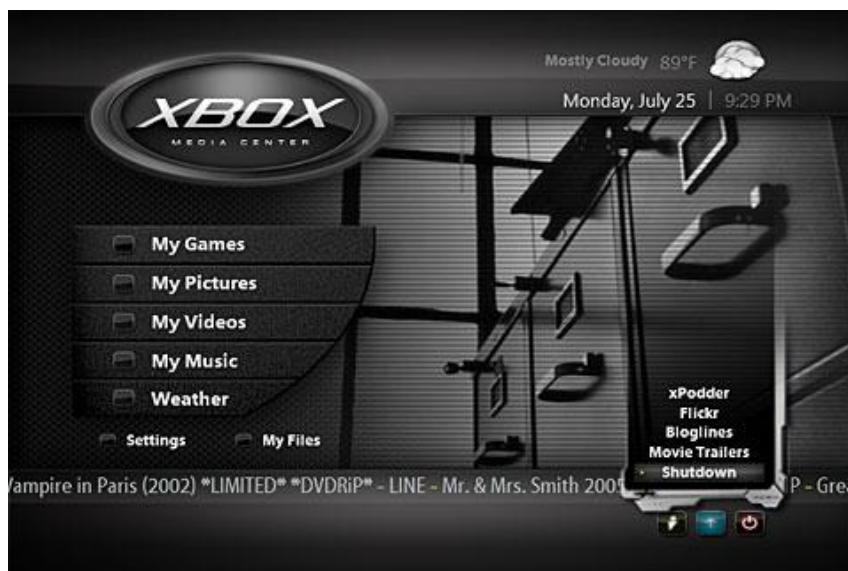 Mostly Cloudy 89°F
Monday, July 25 | 9:29 PM
XBOX
MEDIA CENTER
My Games
My Pictures
My Videos
My Music
Weather
Settings
My Files
xPodder
Flickr
Bloglines
Movie Trailers
Shutdown
Vampire in Paris (2002) *LIMITED* *DVDRiP* - LINE - Mr. & Mrs. Smith 2005 P - Grea